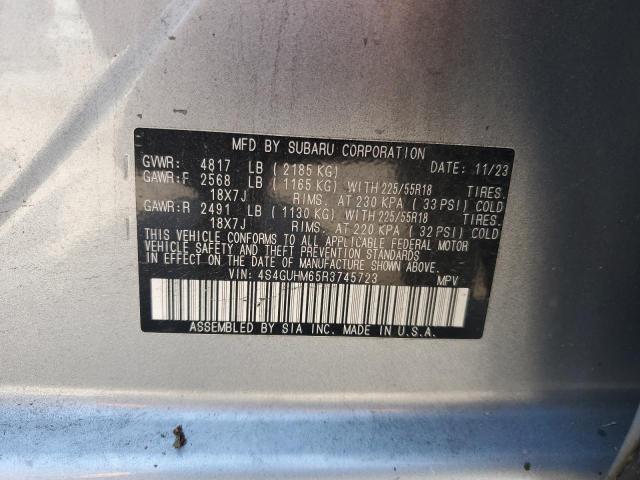 MFD BY SUBARU CORPORATION
GVWR: 4817 LB ( 2185 KG) DATE: 11/23
GAWR:F 2568 LB ( 1165 KG) WITH 225/55R18 TIRES.
18X7J RIMS. AT 230 KPA ( 33 PSI) COLD
GAWR:R 2491 LB ( 1130 KG) WITH 225/55R18 TIRES.
18X7J RIMS. AT 220 KPA ( 32 PSI) COLD
THIS VEHICLE CONFORMS TO ALL APPLICABLE FEDERAL MOTOR
VEHICLE SAFETY AND THEFT PREVENTION STANDARDS
IN EFFECT ON THE DATE OF MANUFACTURE SHOWN ABOVE.
VIN: 4S4GUHM65R3745723 MPV
ASSEMBLED BY SIA INC. MADE IN U.S.A.